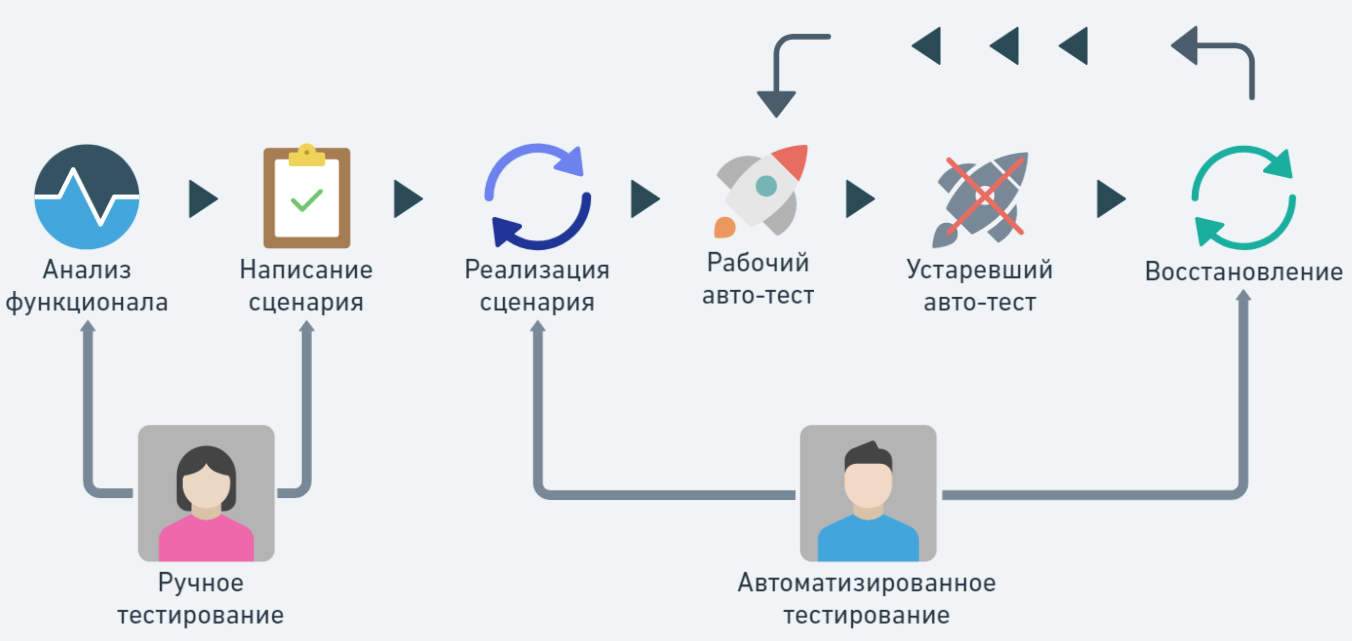 Анализ
функционала
Написание
сценария
Реализация
сценария
Рабочий
авто-тест
Устаревший
авто-тест
Восстановление
Ручное
тестирование
Автоматизированное
тестирование